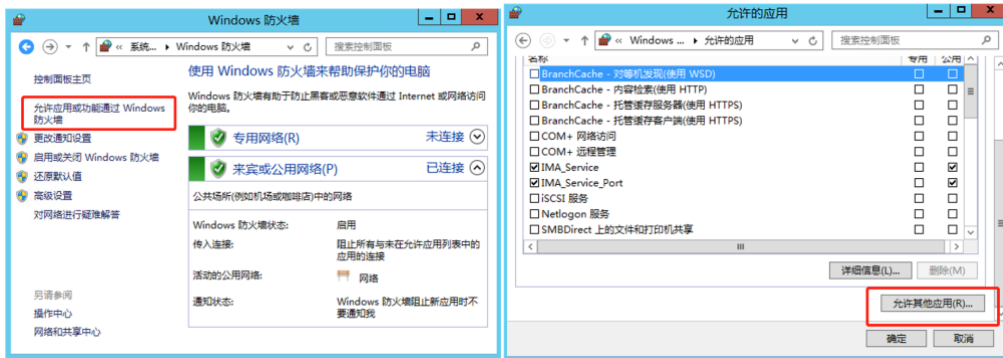 Windows 防火墙
系统... ▸ Windows 防火墙
搜索控制面板
控制面板主页
允许应用或功能通过 Windows
防火墙
更改通知设置
启用或关闭 Windows 防火墙
还原默认值
高级设置
对网络进行疑难解答
另请参阅
操作中心
网络和共享中心
使用 Windows 防火墙来帮助保护你的电脑
Windows 防火墙有助于防止黑客或恶意软件通过 Internet 或网络访问
你的电脑。
专用网络(R) 未连接
来宾或公用网络(P) 已连接
公共场所(例如机场或咖啡店)中的网络
Windows 防火墙状态: 启用
传入连接: 阻止所有与未在允许应用列表中的
应用的连接
活动的公用网络: 网络
通知状态: Windows 防火墙阻止新应用时不
要通知我
允许的应用
« Windows ... ▸ 允许的应用
搜索控制面板
名称 专用 公用
BranchCache - 对等机发现(使用 WSD)
BranchCache - 内容检索(使用 HTTP)
BranchCache - 托管缓存服务器(使用 HTTPS)
BranchCache - 托管缓存客户端(使用 HTTPS)
COM+ 网络访问
COM+ 远程管理
IMA_Service
IMA_Service_Port
iSCSI 服务
Netlogon 服务
SMBDirect 上的文件和打印机共享
详细信息(L)... 删除(M)
允许其他应用(R)...
确定 取消